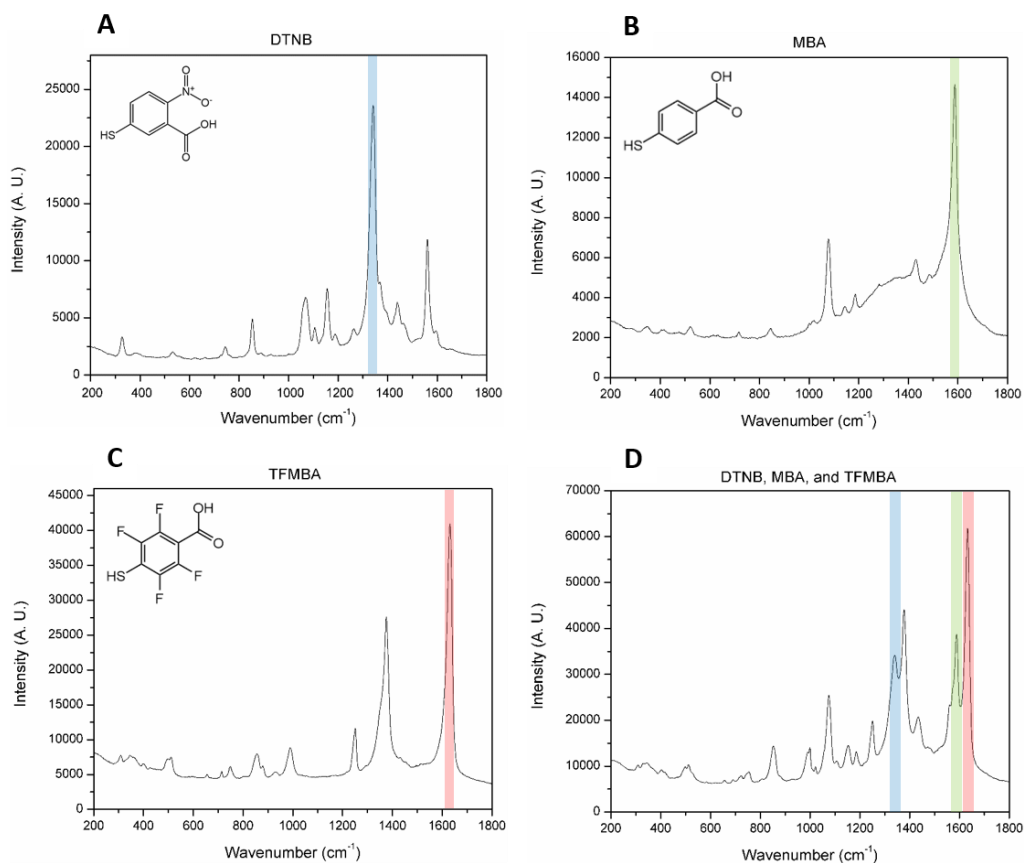 A
DTNB
Intensity (A. U.)
25000
20000
15000
10000
5000
0
200 400 600 800 1000 1200 1400 1600 1800
Wavenumber (cm⁻¹)
O
N⁺
O⁻
OH
HS
O
B
MBA
Intensity (A. U.)
16000
14000
12000
10000
8000
6000
4000
2000
0
200 400 600 800 1000 1200 1400 1600 1800
Wavenumber (cm⁻¹)
OH
O
HS
C
TFMBA
Intensity (A. U.)
45000
40000
35000
30000
25000
20000
15000
10000
5000
0
200 400 600 800 1000 1200 1400 1600 1800
Wavenumber (cm⁻¹)
F OH
F
O
HS F
F
D
DTNB, MBA, and TFMBA
Intensity (A. U.)
70000
60000
50000
40000
30000
20000
10000
0
200 400 600 800 1000 1200 1400 1600 1800
Wavenumber (cm⁻¹)